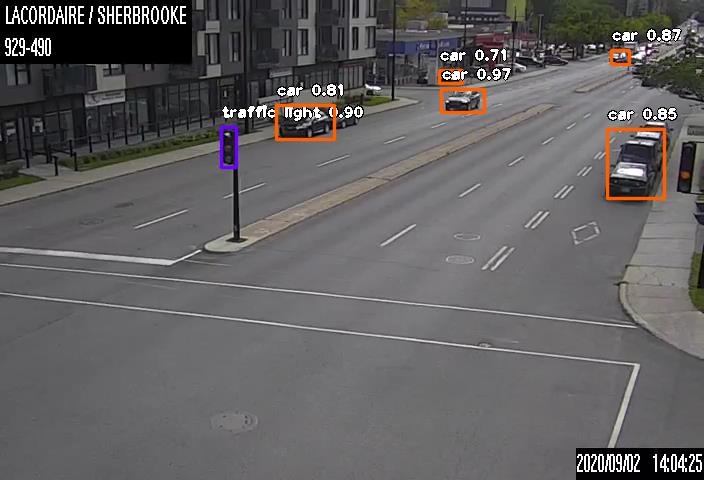 LACORDAIRE / SHERBROOKE
929-490
car 0.87
car 0.71
car 0.97
car 0.81
traffic light 0.90
car 0.85
2020/09/02 14:04:25